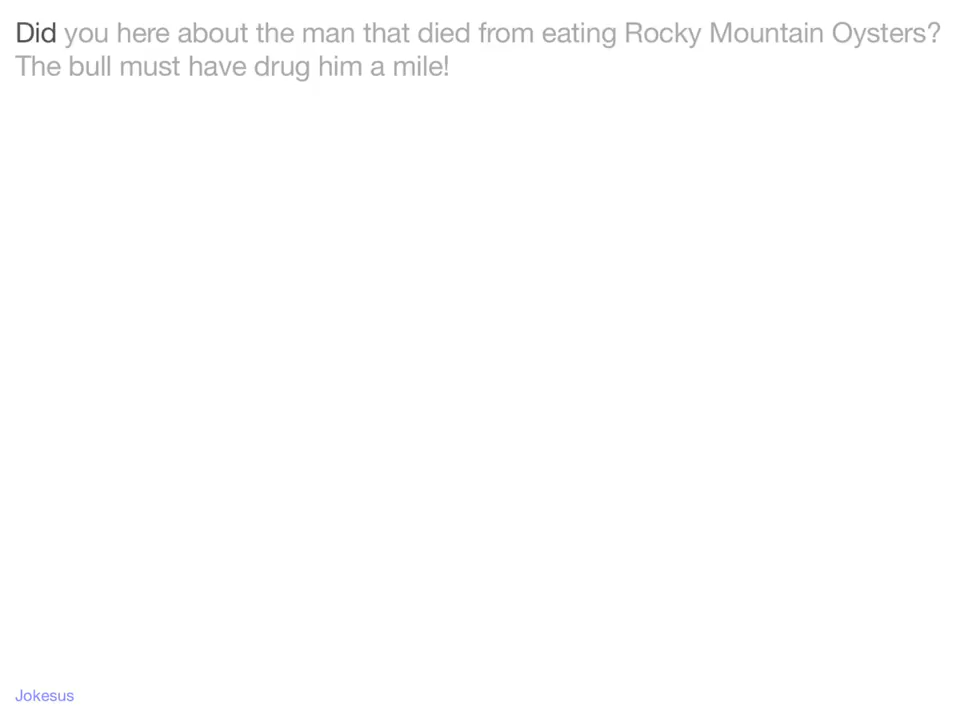 Did you here about the man that died from eating Rocky Mountain Oysters?
The bull must have drug him a mile!
Jokesus